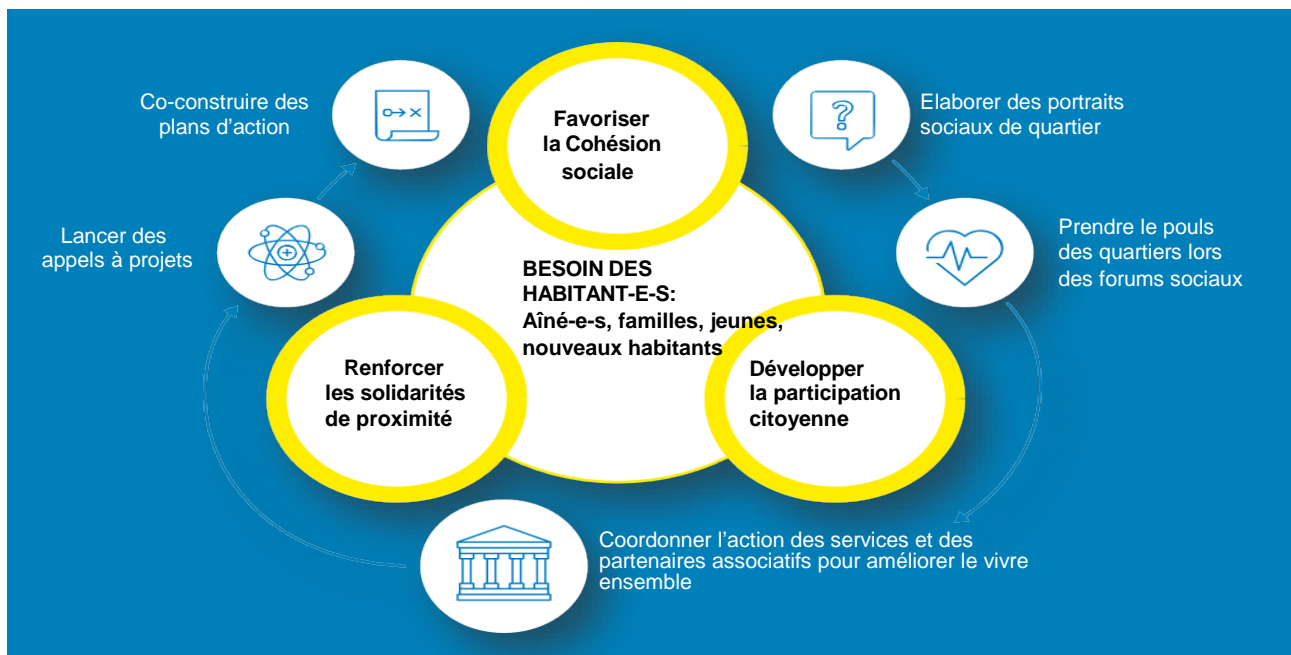 Co-construire des
plans d'action
Favoriser
la Cohésion
sociale
?
Elaborer des portraits
sociaux de quartier
Lancer des
appels à projets
Prendre le pouls
des quartiers lors
des forums sociaux
BESOIN DES
HABITANT-E-S:
Aîné-e-s, familles, jeunes,
nouveaux habitants
Renforcer
les solidarités
de proximité
Développer
la participation
citoyenne
Coordonner l'action des services et des
partenaires associatifs pour améliorer le vivre
ensemble